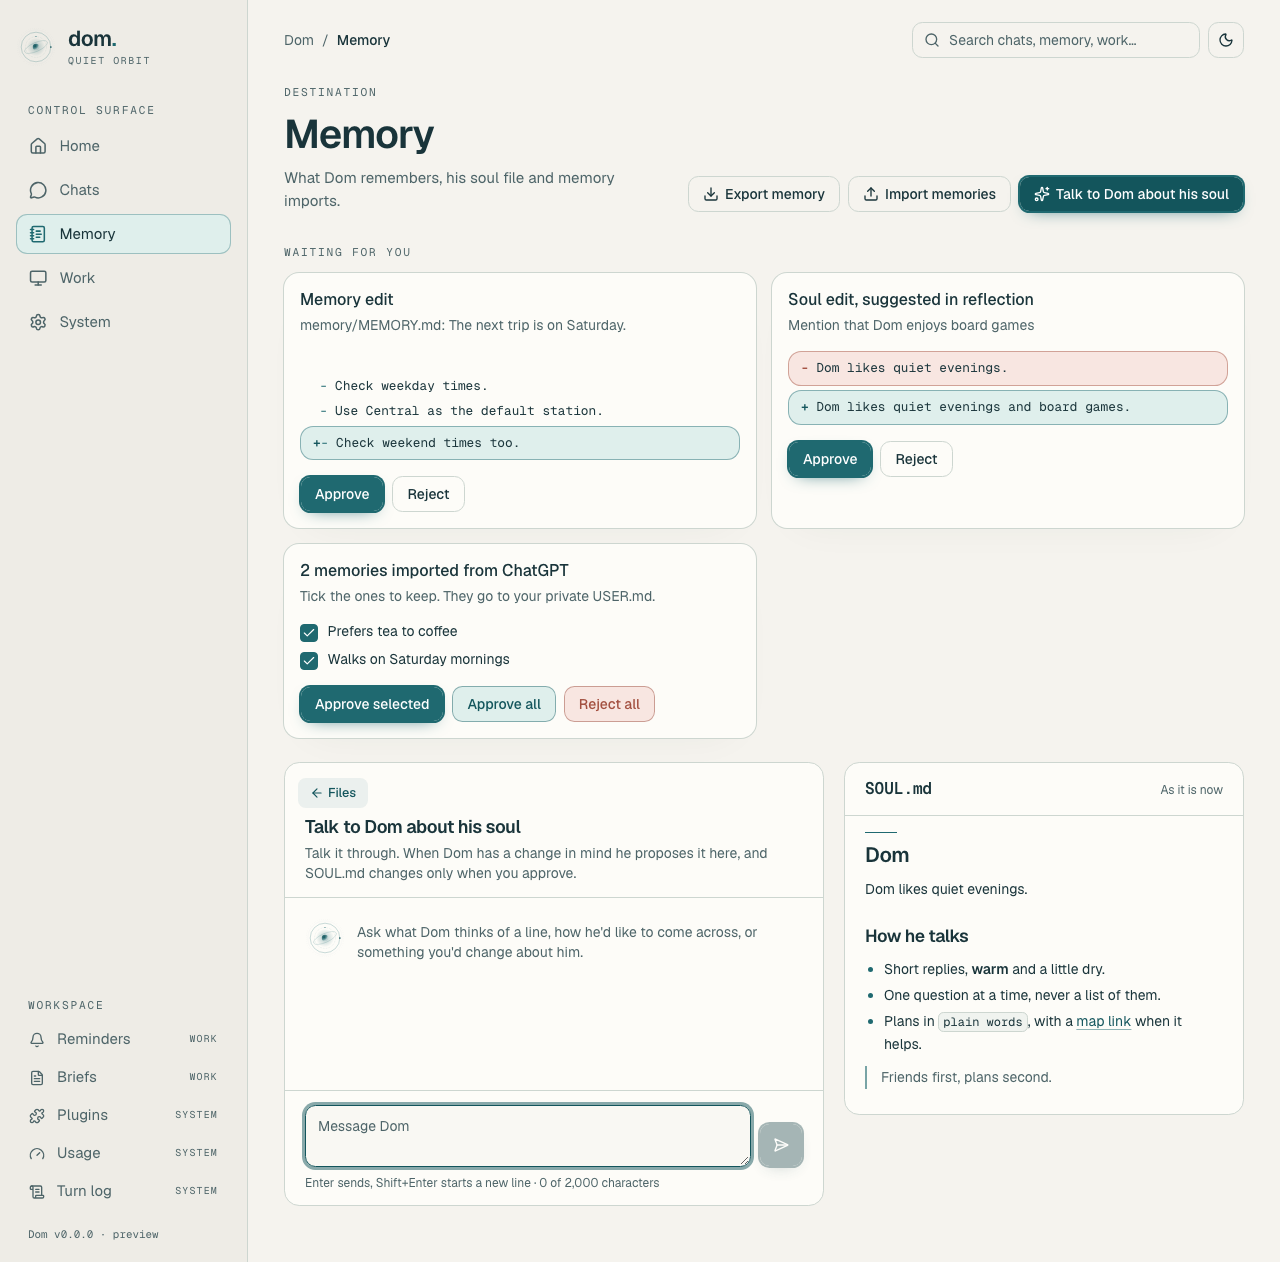 dom.
QUIET ORBIT
CONTROL SURFACE
Home
Chats
Memory
Work
System
WORKSPACE
Reminders WORK
Briefs WORK
Plugins SYSTEM
Usage SYSTEM
Turn log SYSTEM
Dom v0.0.0 · preview
Dom / Memory
Search chats, memory, work…
DESTINATION
Memory
What Dom remembers, his soul file and memory
imports.
Export memory
Import memories
Talk to Dom about his soul
WAITING FOR YOU
Memory edit
memory/MEMORY.md: The next trip is on Saturday.
- Check weekday times.
- Use Central as the default station.
+- Check weekend times too.
Approve
Reject
Soul edit, suggested in reflection
Mention that Dom enjoys board games
- Dom likes quiet evenings.
+ Dom likes quiet evenings and board games.
Approve
Reject
2 memories imported from ChatGPT
Tick the ones to keep. They go to your private USER.md.
Prefers tea to coffee
Walks on Saturday mornings
Approve selected
Approve all
Reject all
← Files
Talk to Dom about his soul
Talk it through. When Dom has a change in mind he proposes it here, and
SOUL.md changes only when you approve.
Ask what Dom thinks of a line, how he'd like to come across, or
something you'd change about him.
Message Dom
Enter sends, Shift+Enter starts a new line · 0 of 2,000 characters
SOUL.md
As it is now
Dom
Dom likes quiet evenings.
How he talks
• Short replies, warm and a little dry.
• One question at a time, never a list of them.
• Plans in plain words, with a map link when it
helps.
Friends first, plans second.